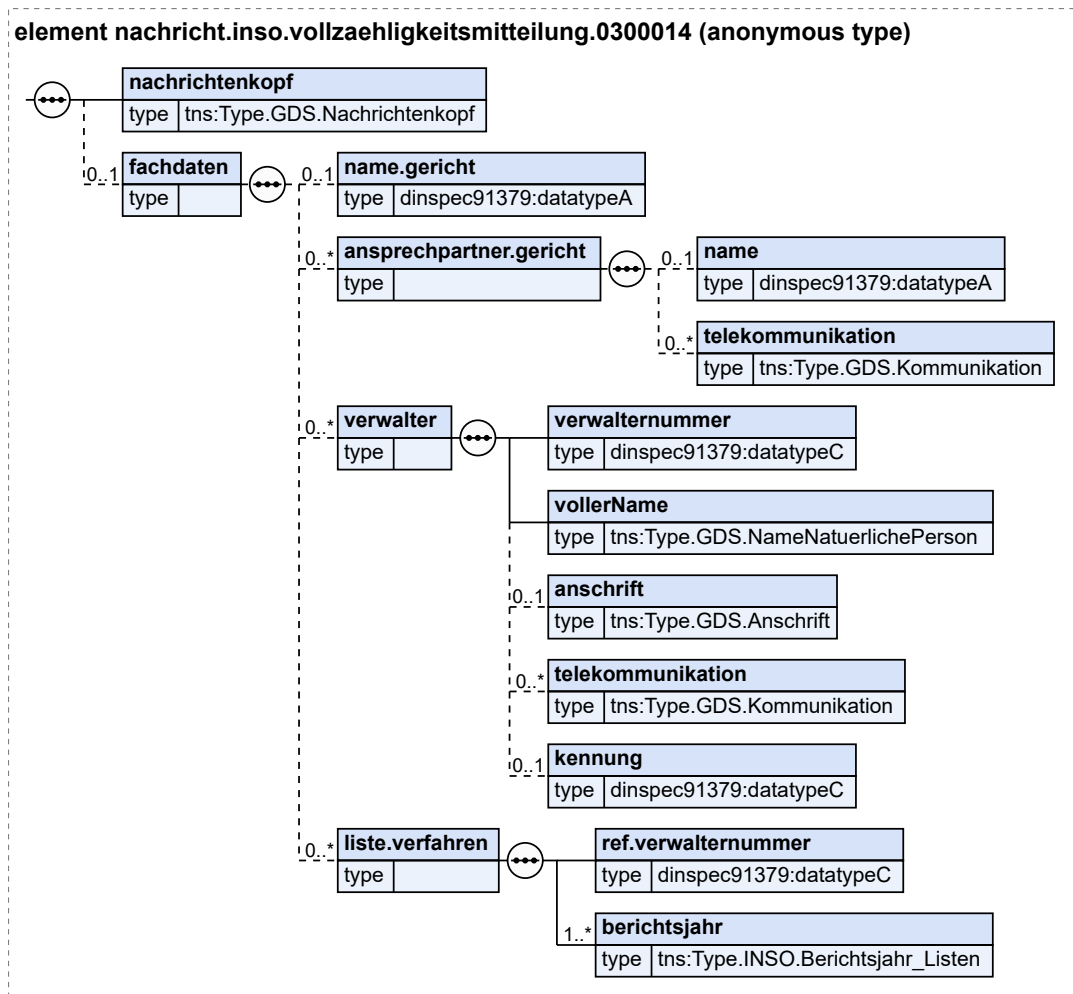 element nachricht.inso.vollzaehligkeitsmitteilung.0300014 (anonymous type)
nachrichtenkopf
type tns:Type.GDS.Nachrichtenkopf
0..1 fachdaten
type
0..1 name.gericht
type dinspec91379:datatypeA
0..* ansprechpartner.gericht
type
0..1 name
type dinspec91379:datatypeA
0..* telekommunikation
type tns:Type.GDS.Kommunikation
0..* verwalter
type
verwalternummer
type dinspec91379:datatypeC
vollerName
type tns:Type.GDS.NameNatuerlichePerson
0..1 anschrift
type tns:Type.GDS.Anschrift
0..* telekommunikation
type tns:Type.GDS.Kommunikation
0..1 kennung
type dinspec91379:datatypeC
0..* liste.verfahren
type
ref.verwalternummer
type dinspec91379:datatypeC
1..* berichtsjahr
type tns:Type.INSO.Berichtsjahr_Listen